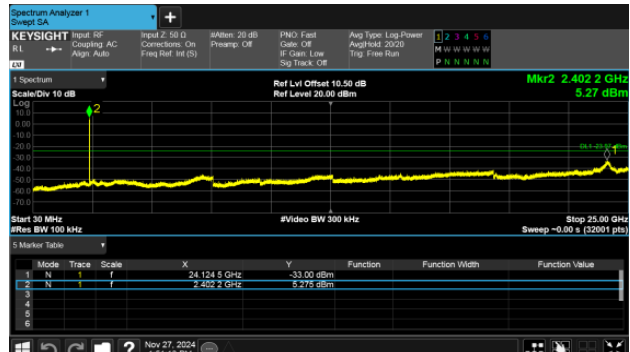 Spectrum Analyzer 1
Swept SA
+
KEYSIGHT Input: RF Input Z: 50 Ω #Atten: 20 dB PNO: Fast Avg Type: Log-Power 1 2 3 4 5 6
RL Coupling: AC Corrections: On Preamp: Off Gate: Off Avg|Hold: 20/20 M W W W W W
Align: Auto Freq Ref: Int (S) IF Gain: Low Trig: Free Run
Sig Track: Off P N N N N N
LXI
1 Spectrum Ref Lvl Offset 10.50 dB Mkr2 2.402 2 GHz
Scale/Div 10 dB Ref Level 20.00 dBm 5.27 dBm
Log
10.0
0.00
-10.0
-20.0
-30.0
-40.0
-50.0
-60.0
-70.0
2
1
Start 30 MHz #Video BW 300 kHz Stop 25.00 GHz
#Res BW 100 kHz Sweep ~0.00 s (32001 pts)
5 Marker Table
Mode Trace Scale X Y Function Function Width Function Value
1 N 1 f 24.124 5 GHz -33.00 dBm
2 N 1 f 2.402 2 GHz 5.275 dBm
3
4
5
6
? Nov 27, 2024